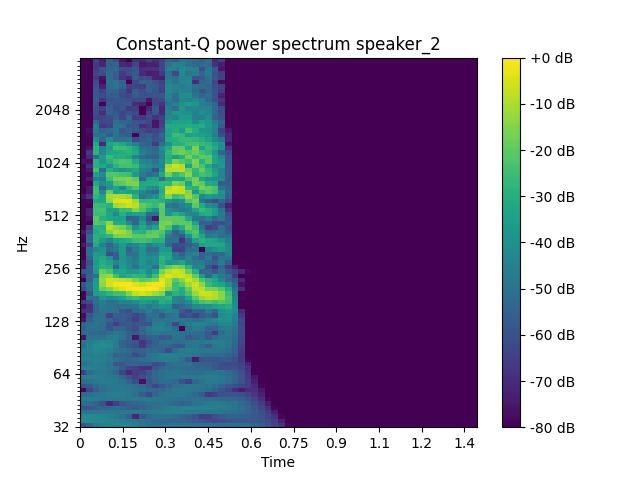 Constant-Q power spectrum speaker_2
Hz
2048
1024
512
256
128
64
32
0 0.15 0.3 0.45 0.6 0.75 0.9 1.1 1.2 1.4
Time
+0 dB
-10 dB
-20 dB
-30 dB
-40 dB
-50 dB
-60 dB
-70 dB
-80 dB